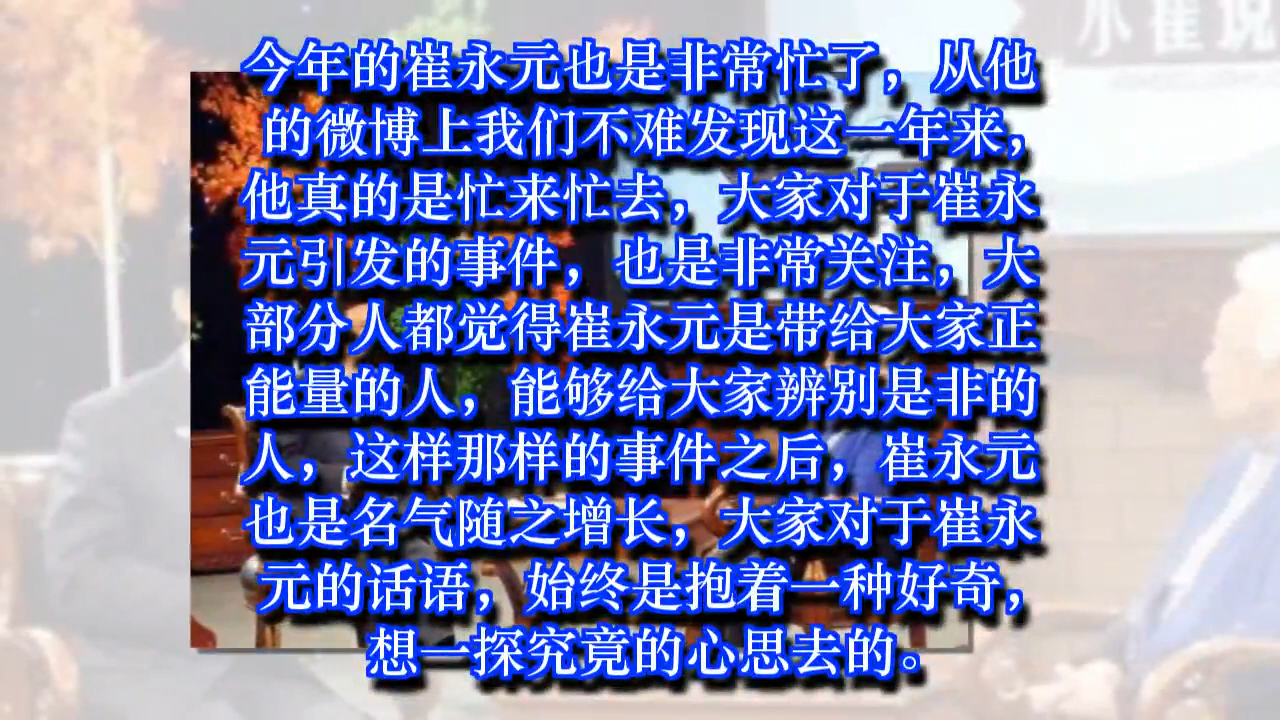 小崔说
今年的崔永元也是非常忙了，从他
的微博上我们不难发现这一年来，
他真的是忙来忙去，大家对于崔永
元引发的事件，也是非常关注，大
部分人都觉得崔永元是带给大家正
能量的人，能够给大家辨别是非的
人，这样那样的事件之后，崔永元
也是名气随之增长，大家对于崔永
元的话语，始终是抱着一种好奇，
想一探究竟的心思去的。